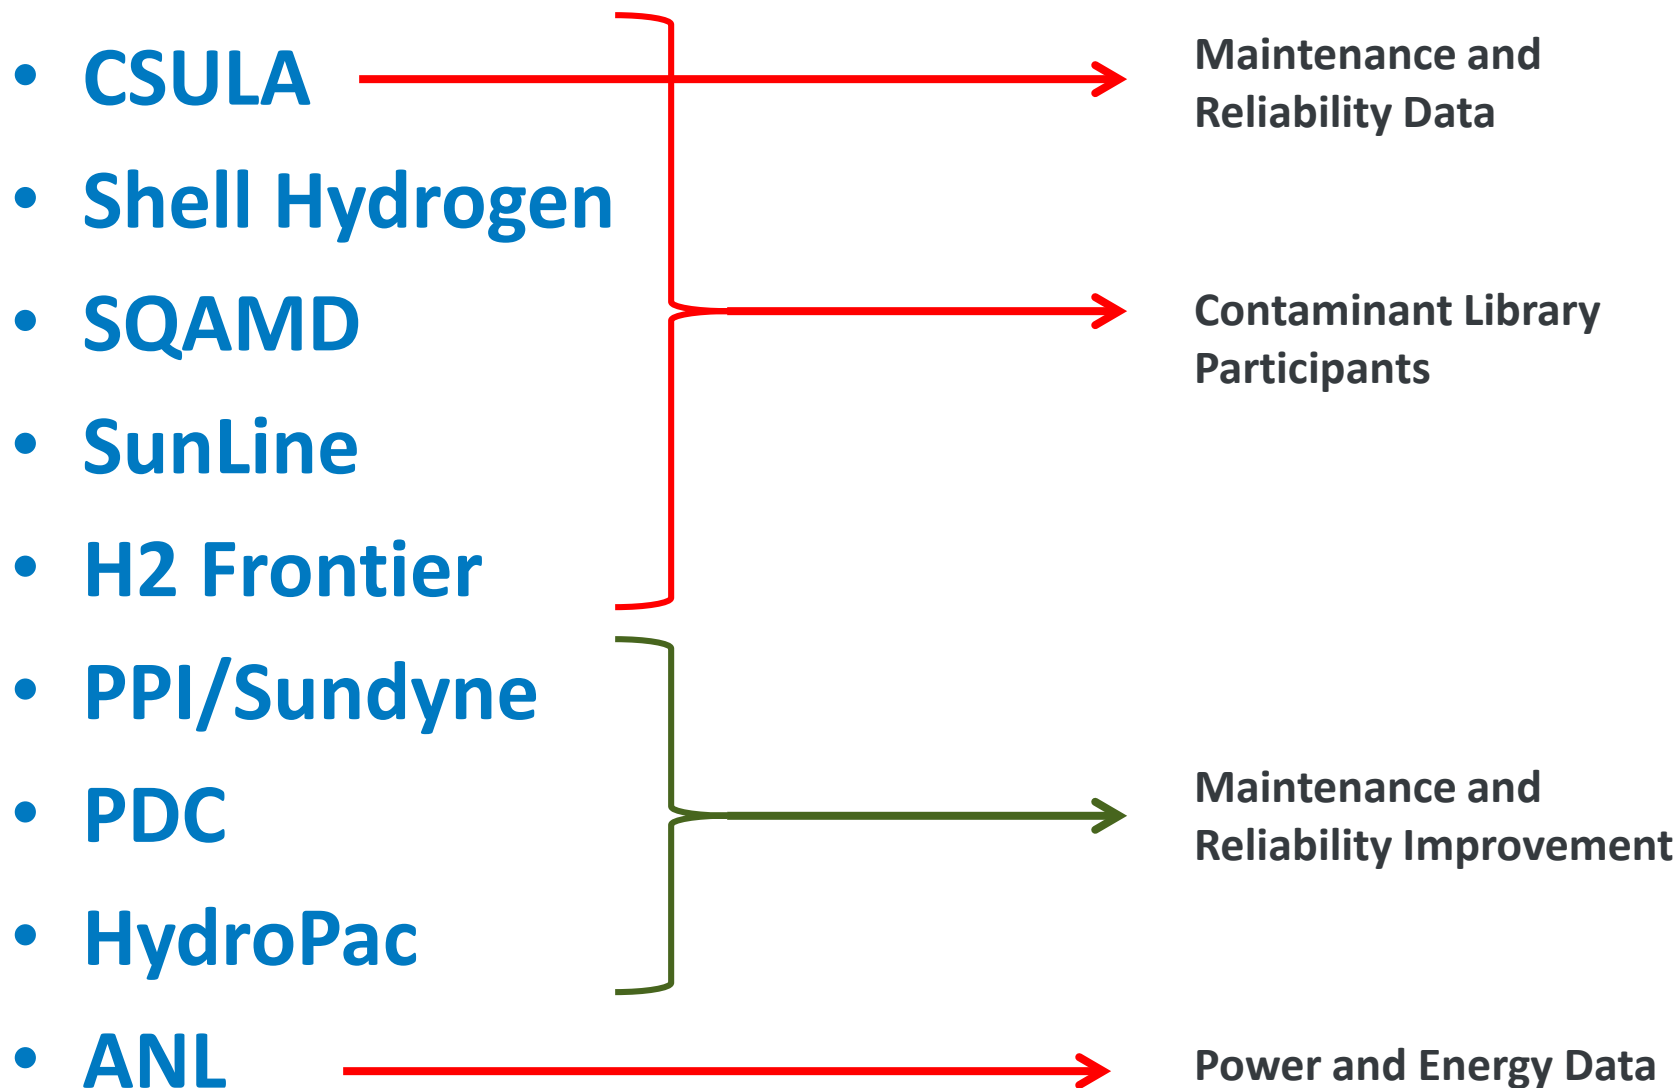 • CSULA
Maintenance and
Reliability Data
• Shell Hydrogen
• SQAMD
Contaminant Library
Participants
• SunLine
• H2 Frontier
• PPI/Sundyne
• PDC
Maintenance and
Reliability Improvement
• HydroPac
• ANL
Power and Energy Data